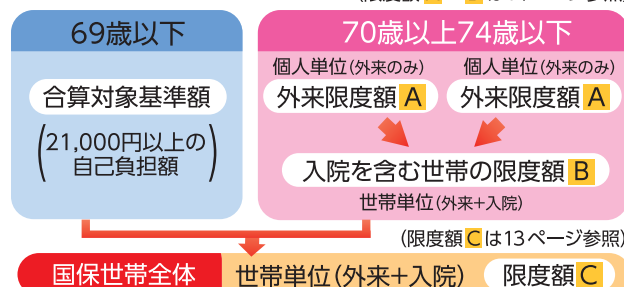 69歳以下
合算対象基準額
(21,000円以上の
自己負担額)
70歳以上74歳以下
個人単位(外来のみ) 個人単位(外来のみ)
外来限度額A 外来限度額A
入院を含む世帯の限度額B
世帯単位(外来+入院)
(限度額Cは13ページ参照)
国保世帯全体 世帯単位(外来+入院) 限度額C